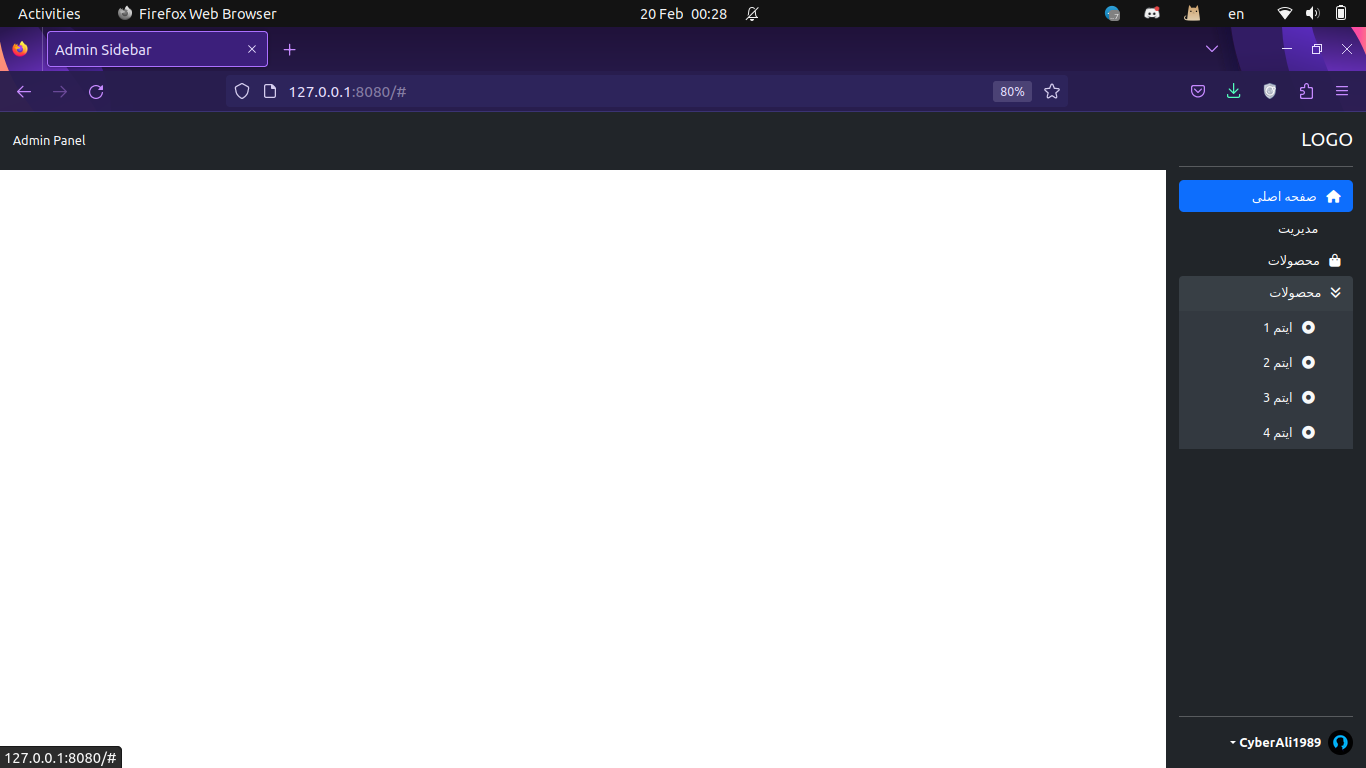 Activities
Firefox Web Browser
20 Feb 00:28
en
Admin Sidebar
127.0.0.1:8080/#
80%
Admin Panel
LOGO
صفحه اصلی
مدیریت
محصولات
محصولات
ایتم 1
ایتم 2
ایتم 3
ایتم 4
CyberAli1989
127.0.0.1:8080/#